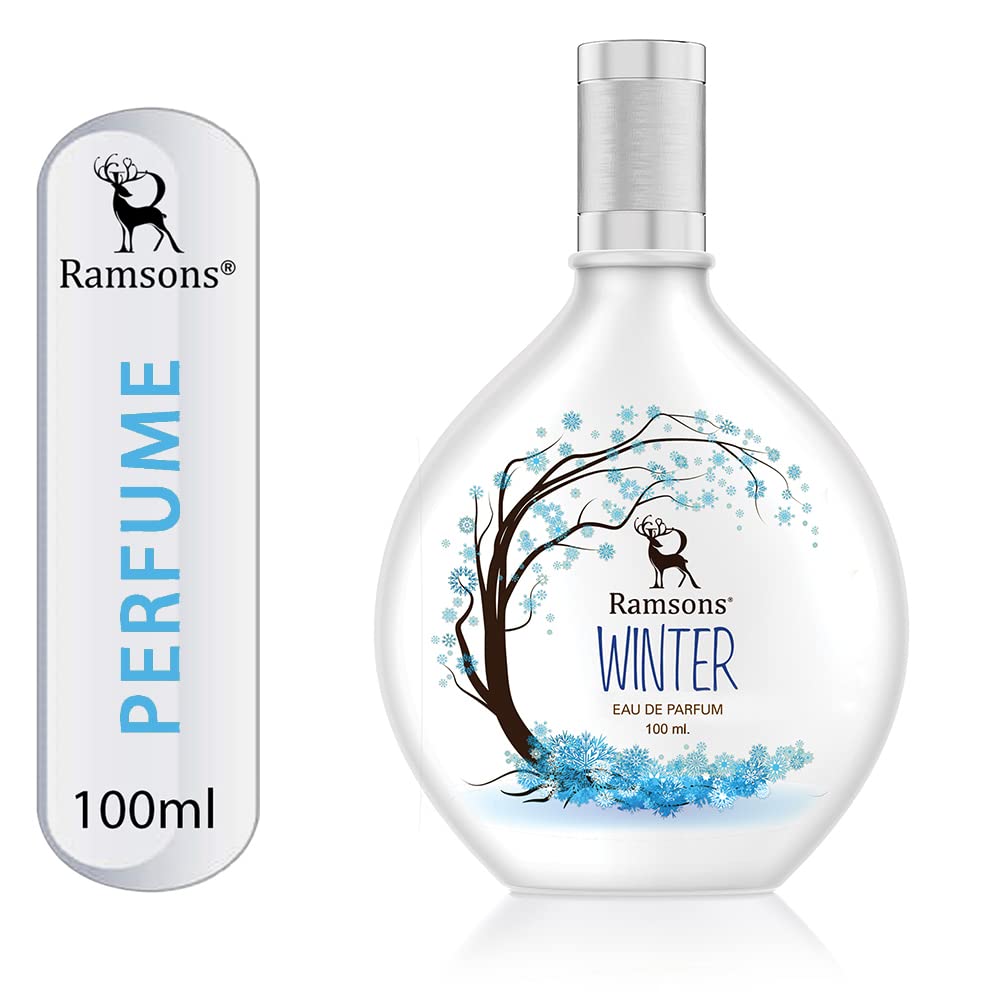 Ramsons®
PERFUME
100ml
Ramsons®
WINTER
EAU DE PARFUM
100 ml.